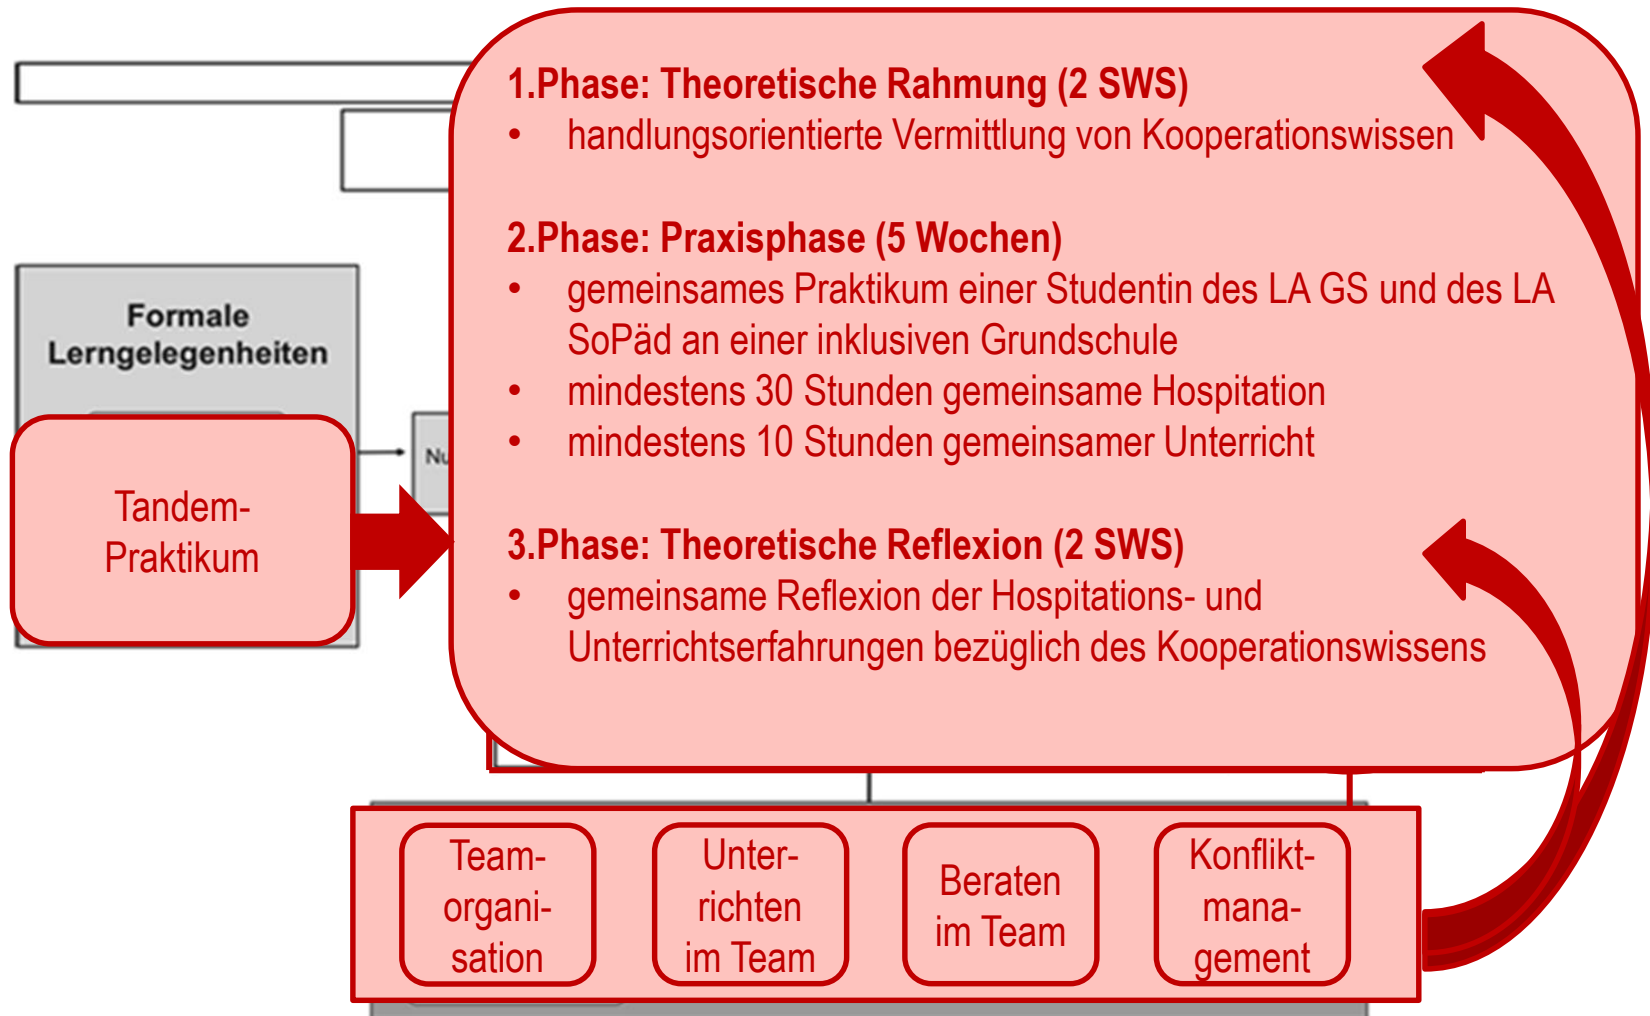 1.Phase: Theoretische Rahmung (2 SWS)
• handlungsorientierte Vermittlung von Kooperationswissen
2.Phase: Praxisphase (5 Wochen)
• gemeinsames Praktikum einer Studentin des LA GS und des LA
SoPäd an einer inklusiven Grundschule
• mindestens 30 Stunden gemeinsame Hospitation
• mindestens 10 Stunden gemeinsamer Unterricht
3.Phase: Theoretische Reflexion (2 SWS)
• gemeinsame Reflexion der Hospitations- und
Unterrichtserfahrungen bezüglich des Kooperationswissens
Formale
Lerngelegenheiten
Tandem-
Praktikum
Team-
organi-
sation
Unter-
richten
im Team
Beraten
im Team
Konflikt-
mana-
gement